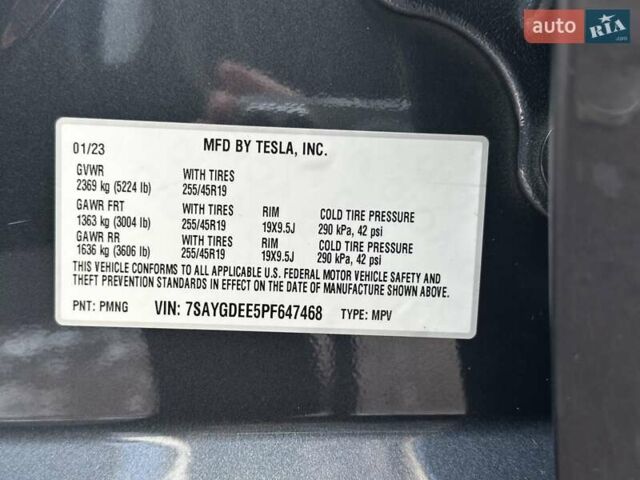 auto RIA .com
01/23 MFD BY TESLA, INC.
GVWR WITH TIRES
2369 kg (5224 lb) 255/45R19
GAWR FRT WITH TIRES RIM COLD TIRE PRESSURE
1363 kg (3004 lb) 255/45R19 19X9.5J 290 kPa, 42 psi
GAWR RR WITH TIRES RIM COLD TIRE PRESSURE
1636 kg (3606 lb) 255/45R19 19X9.5J 290 kPa, 42 psi
THIS VEHICLE CONFORMS TO ALL APPLICABLE U.S. FEDERAL MOTOR VEHICLE SAFETY AND
THEFT PREVENTION STANDARDS IN EFFECT ON THE DATE OF MANUFACTURE SHOWN ABOVE.
PNT: PMNG VIN: 7SAYGDEE5PF647468 TYPE: MPV